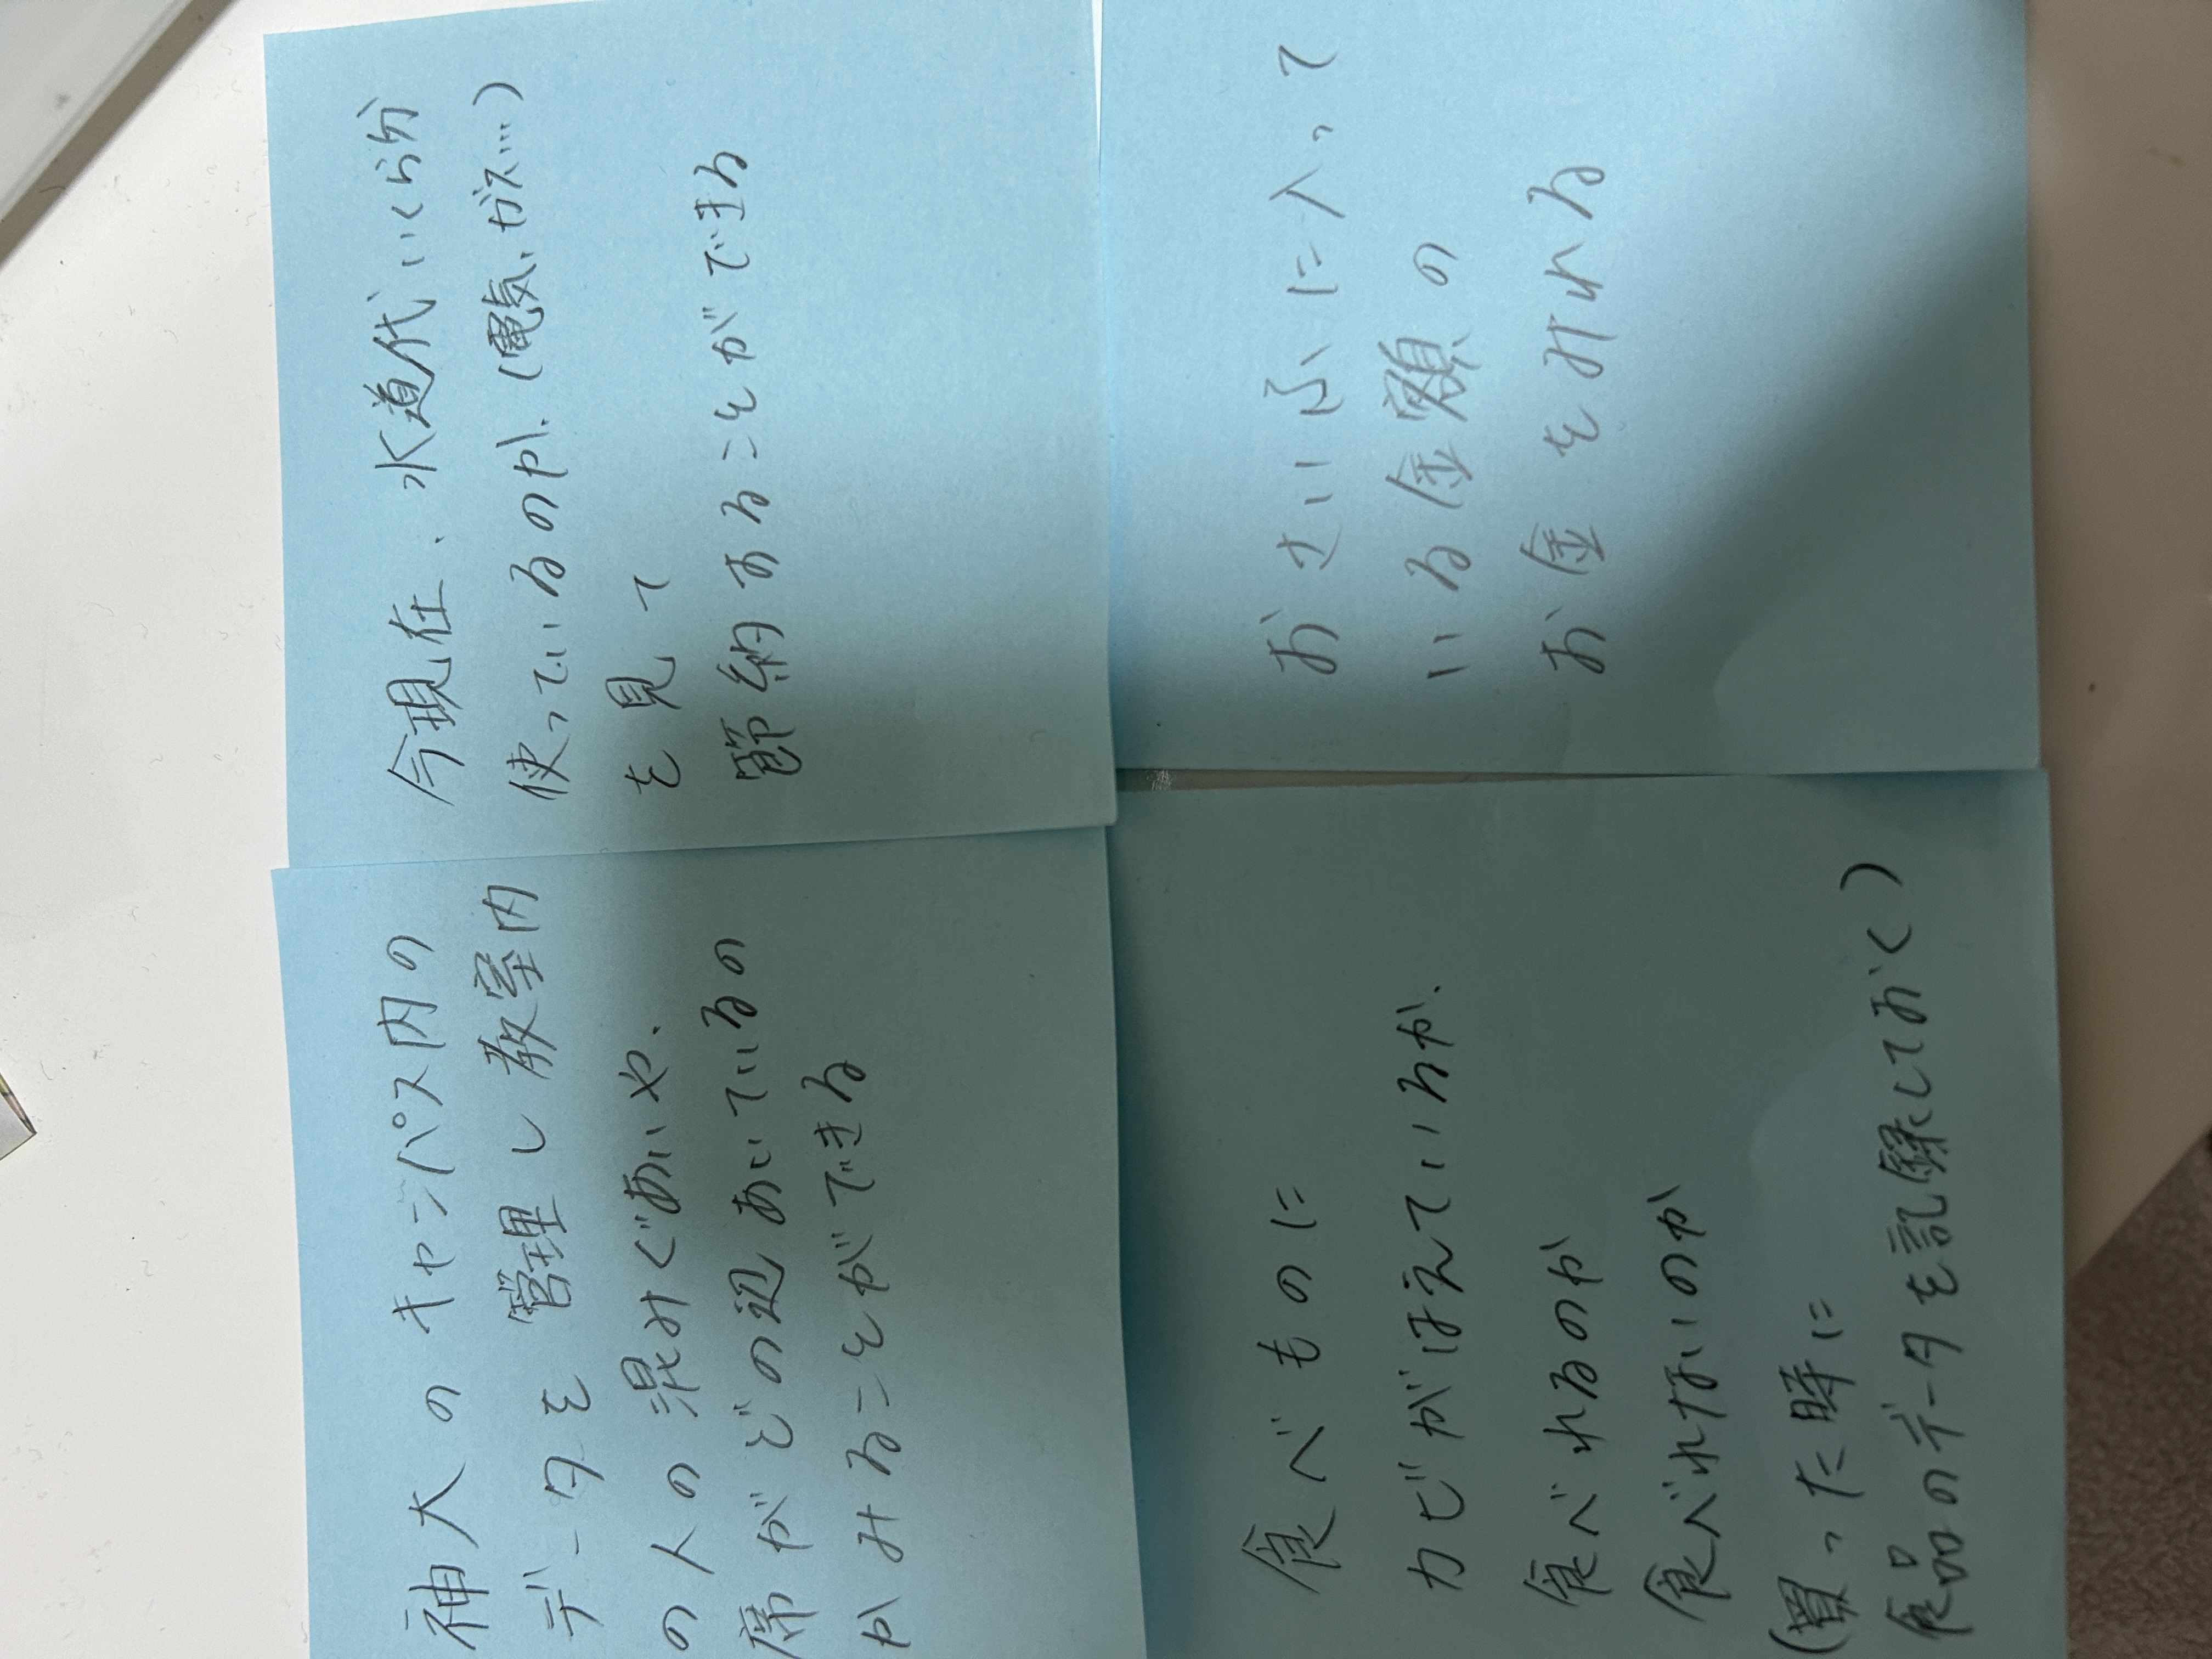 神大のキャンパス内の
データを管理し教室内
の人の混みぐあいや、
席がどの辺あいているの
かみることができる
今現在、水道代いくら分
使っているのか、(電気、ガス…)
を見て
節約することができる
食べものに
カビがはえているか、
食べれるのか
食べれないのか
(買った時に
食品のデータを記録しておく)
おさいふに入って
いる金額の
お金をみれる